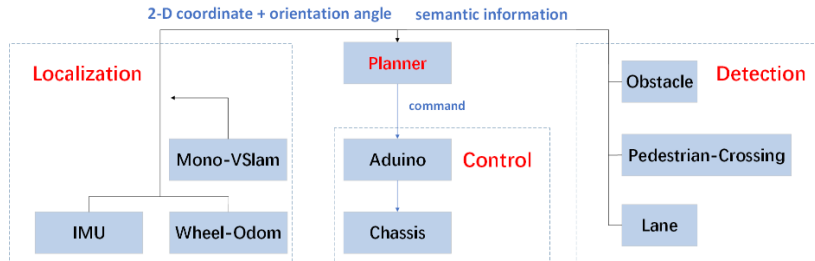 2-D coordinate + orientation angle semantic information
Localization
Planner
Obstacle
Detection
command
Mono-VSlam
Aduino
Control
Pedestrian-Crossing
IMU
Wheel-Odom
Chassis
Lane